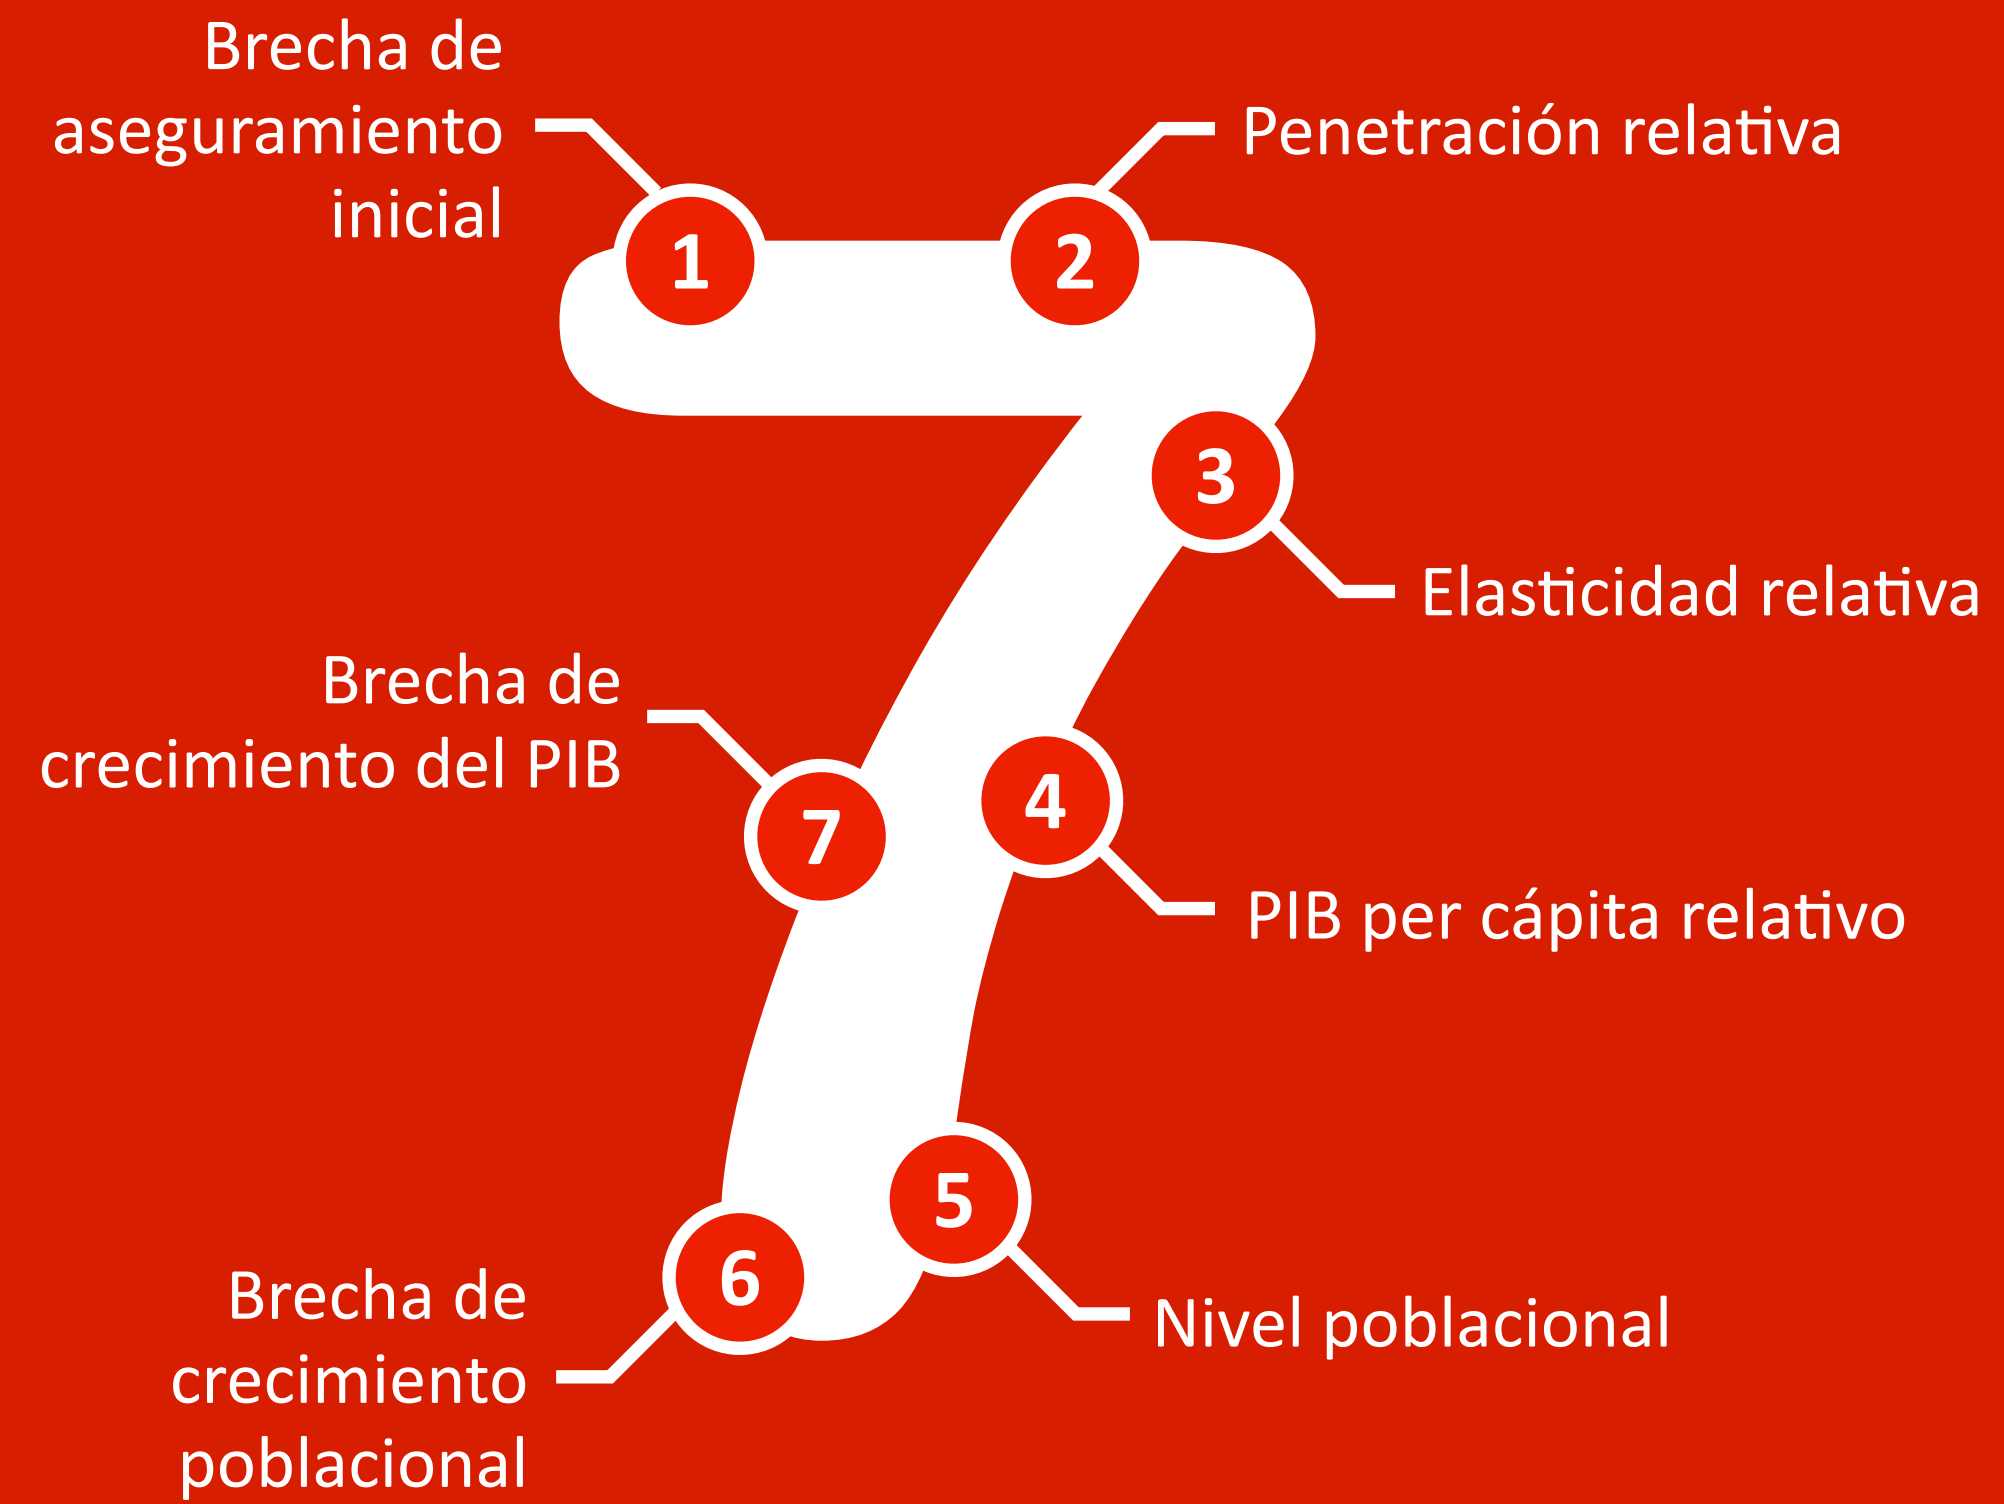 Brecha de
aseguramiento
inicial
1
2
Penetración relativa
3
Elasticidad relativa
Brecha de
crecimiento del PIB
7
4
PIB per cápita relativo
5
Nivel poblacional
6
Brecha de
crecimiento
poblacional